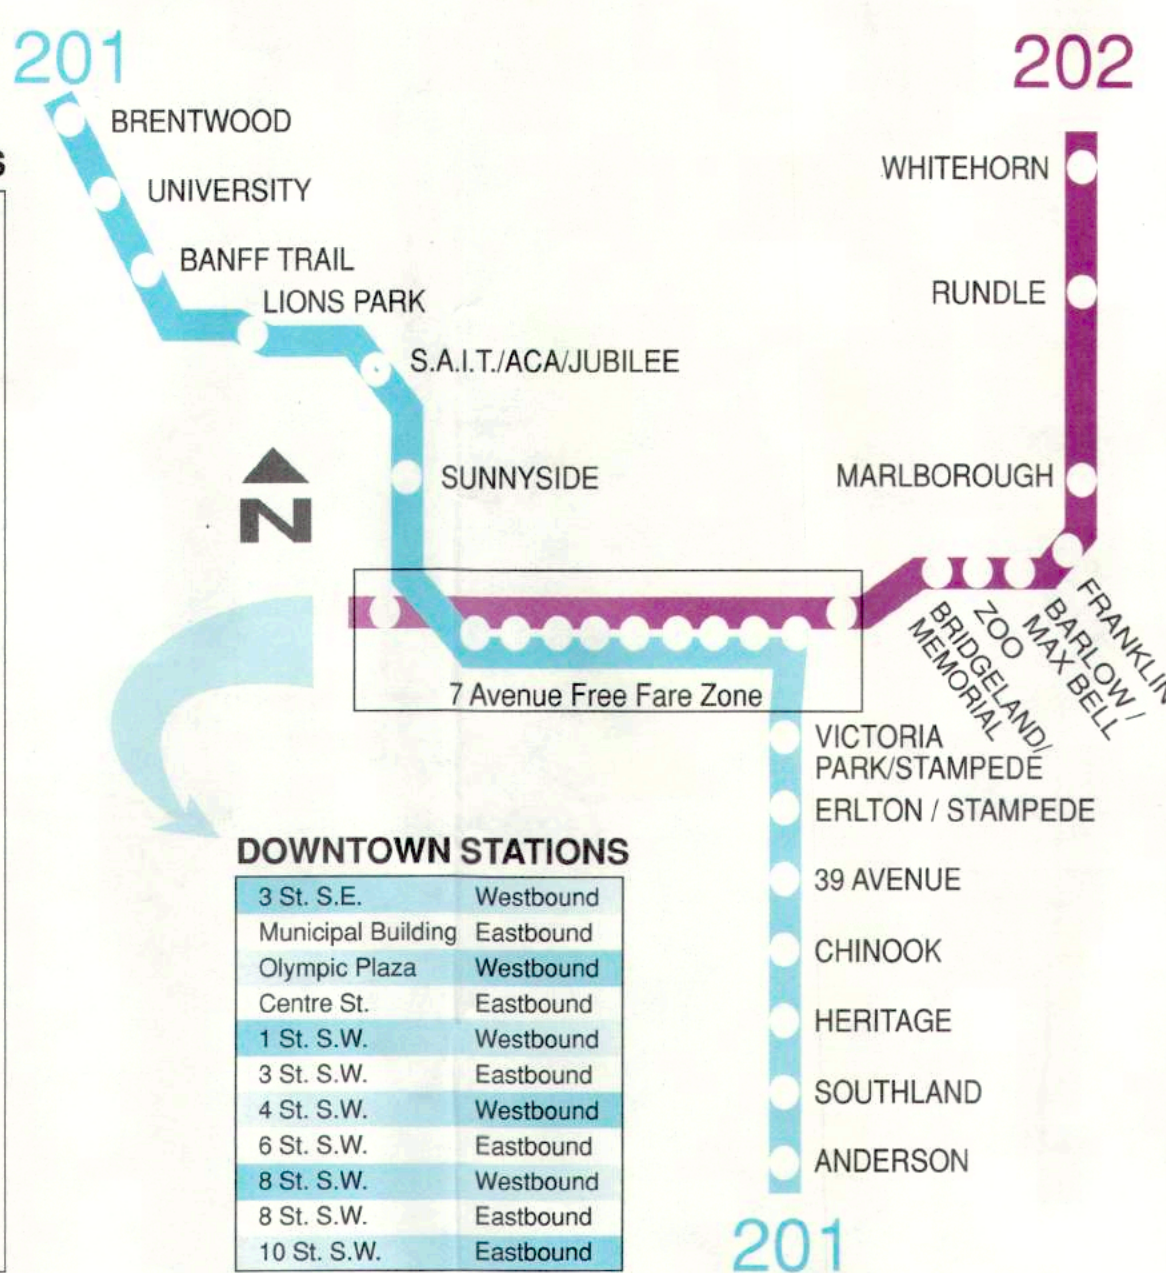 201
202
BRENTWOOD
UNIVERSITY
BANFF TRAIL
LIONS PARK
S.A.I.T./ACA/JUBILEE
SUNNYSIDE
WHITEHORN
RUNDLE
MARLBOROUGH
FRANKLIN
BARLOW /
MAX BELL
ZOO
BRIDGELAND/
MEMORIAL
N
7 Avenue Free Fare Zone
VICTORIA
PARK/STAMPEDE
ERLTON / STAMPEDE
39 AVENUE
CHINOOK
HERITAGE
SOUTHLAND
ANDERSON
201
DOWNTOWN STATIONS
3 St. S.E. Westbound
Municipal Building Eastbound
Olympic Plaza Westbound
Centre St. Eastbound
1 St. S.W. Westbound
3 St. S.W. Eastbound
4 St. S.W. Westbound
6 St. S.W. Eastbound
8 St. S.W. Westbound
8 St. S.W. Eastbound
10 St. S.W. Eastbound